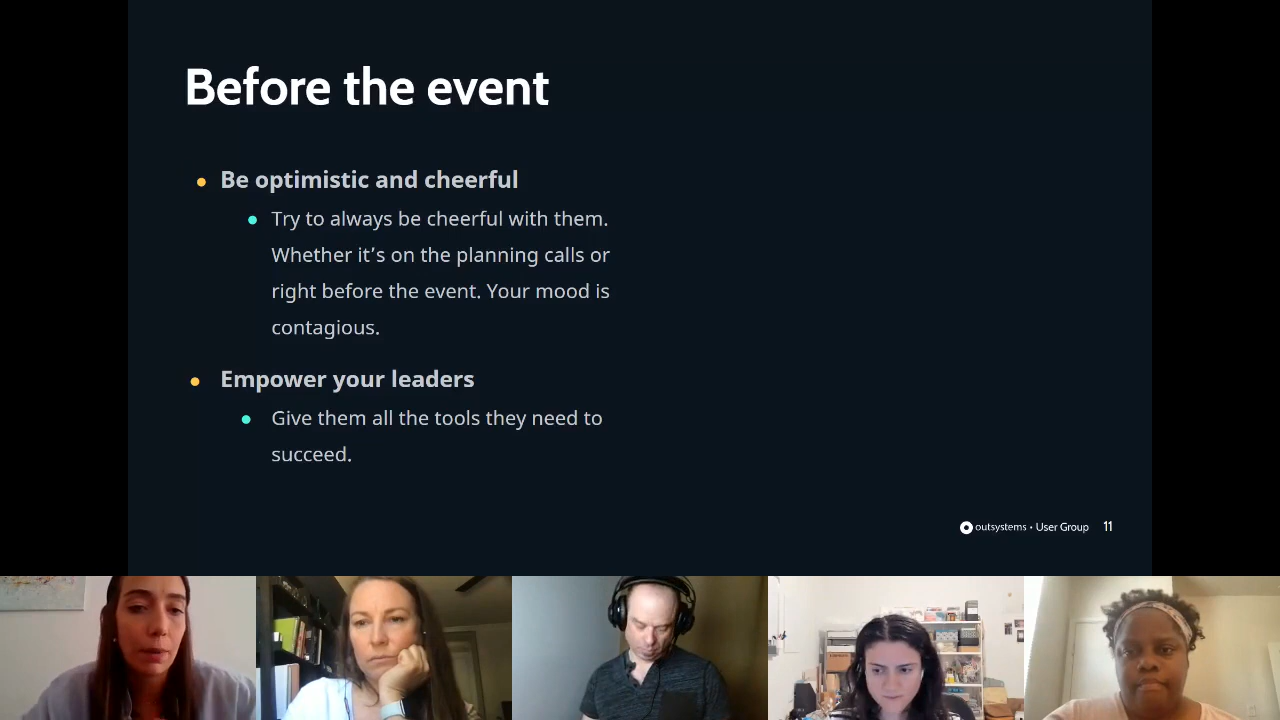 Before the event
Be optimistic and cheerful
Try to always be cheerful with them.
Whether it's on the planning calls or
right before the event. Your mood is
contagious.
Empower your leaders
Give them all the tools they need to
succeed.
outsystems • User Group 11